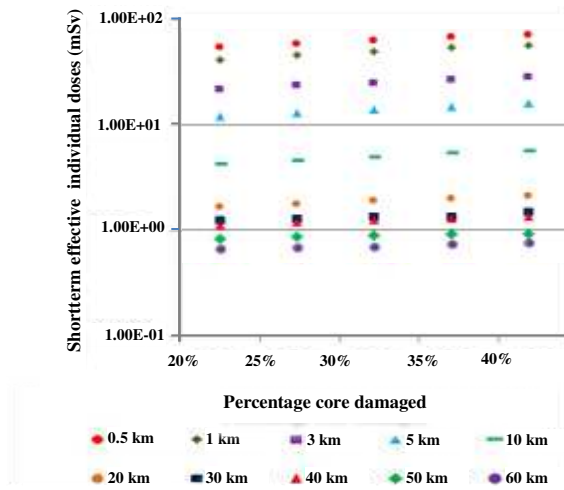 Shortterm effective individual doses (mSv)
1.00E+02
1.00E+01
1.00E+00
1.00E-01
20% 25% 30% 35% 40%
Percentage core damaged
0.5 km 1 km 3 km 5 km 10 km
20 km 30 km 40 km 50 km 60 km